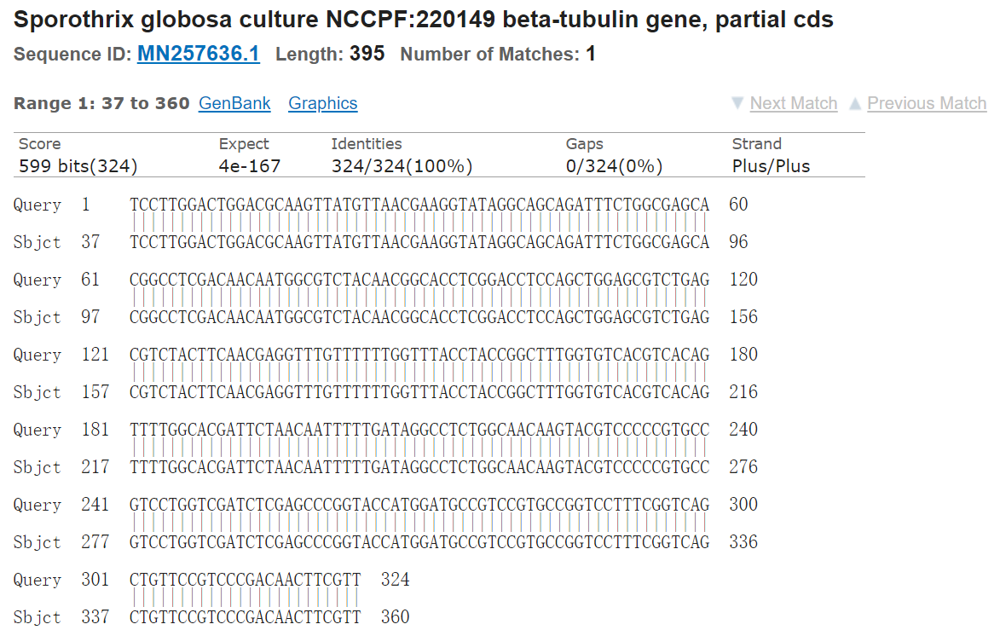 Sporothrix globosa culture NCCPF:220149 beta-tubulin gene, partial cds
Sequence ID: MN257636.1 Length: 395 Number of Matches: 1
Range 1: 37 to 360 GenBank Graphics ▼ Next Match ▲ Previous Match
Score Expect Identities Gaps Strand
599 bits(324) 4e-167 324/324(100%) 0/324(0%) Plus/Plus
Query 1 TCCTTGGACTGGACGCAAGTTATGTTAACGAAGGTATAGGCAGCAGATTTCTGGCGAGCA 60
Sbjct 37 TCCTTGGACTGGACGCAAGTTATGTTAACGAAGGTATAGGCAGCAGATTTCTGGCGAGCA 96
Query 61 CGGCCTCGACAACAATGGCGTCTACAACGGCACCTCGGACCTCCAGCTGGAGCGTCTGAG 120
Sbjct 97 CGGCCTCGACAACAATGGCGTCTACAACGGCACCTCGGACCTCCAGCTGGAGCGTCTGAG 156
Query 121 CGTCTACTTCAACGAGGTTTGTTTTTTGGTTTACCTACCGGCTTTGGTGTCACGTCACAG 180
Sbjct 157 CGTCTACTTCAACGAGGTTTGTTTTTTGGTTTACCTACCGGCTTTGGTGTCACGTCACAG 216
Query 181 TTTTGGCACGATTCTAACAATTTTTGATAGGCCTCTGGCAACAAGTACGTCCCCCGTGCC 240
Sbjct 217 TTTTGGCACGATTCTAACAATTTTTGATAGGCCTCTGGCAACAAGTACGTCCCCCGTGCC 276
Query 241 GTCCTGGTCGATCTCGAGCCCGGTACCATGGATGCCGTCCGTGCCGGTCCTTTCGGTCAG 300
Sbjct 277 GTCCTGGTCGATCTCGAGCCCGGTACCATGGATGCCGTCCGTGCCGGTCCTTTCGGTCAG 336
Query 301 CTGTTCCGTCCCGACAACTTCGTT 324
Sbjct 337 CTGTTCCGTCCCGACAACTTCGTT 360